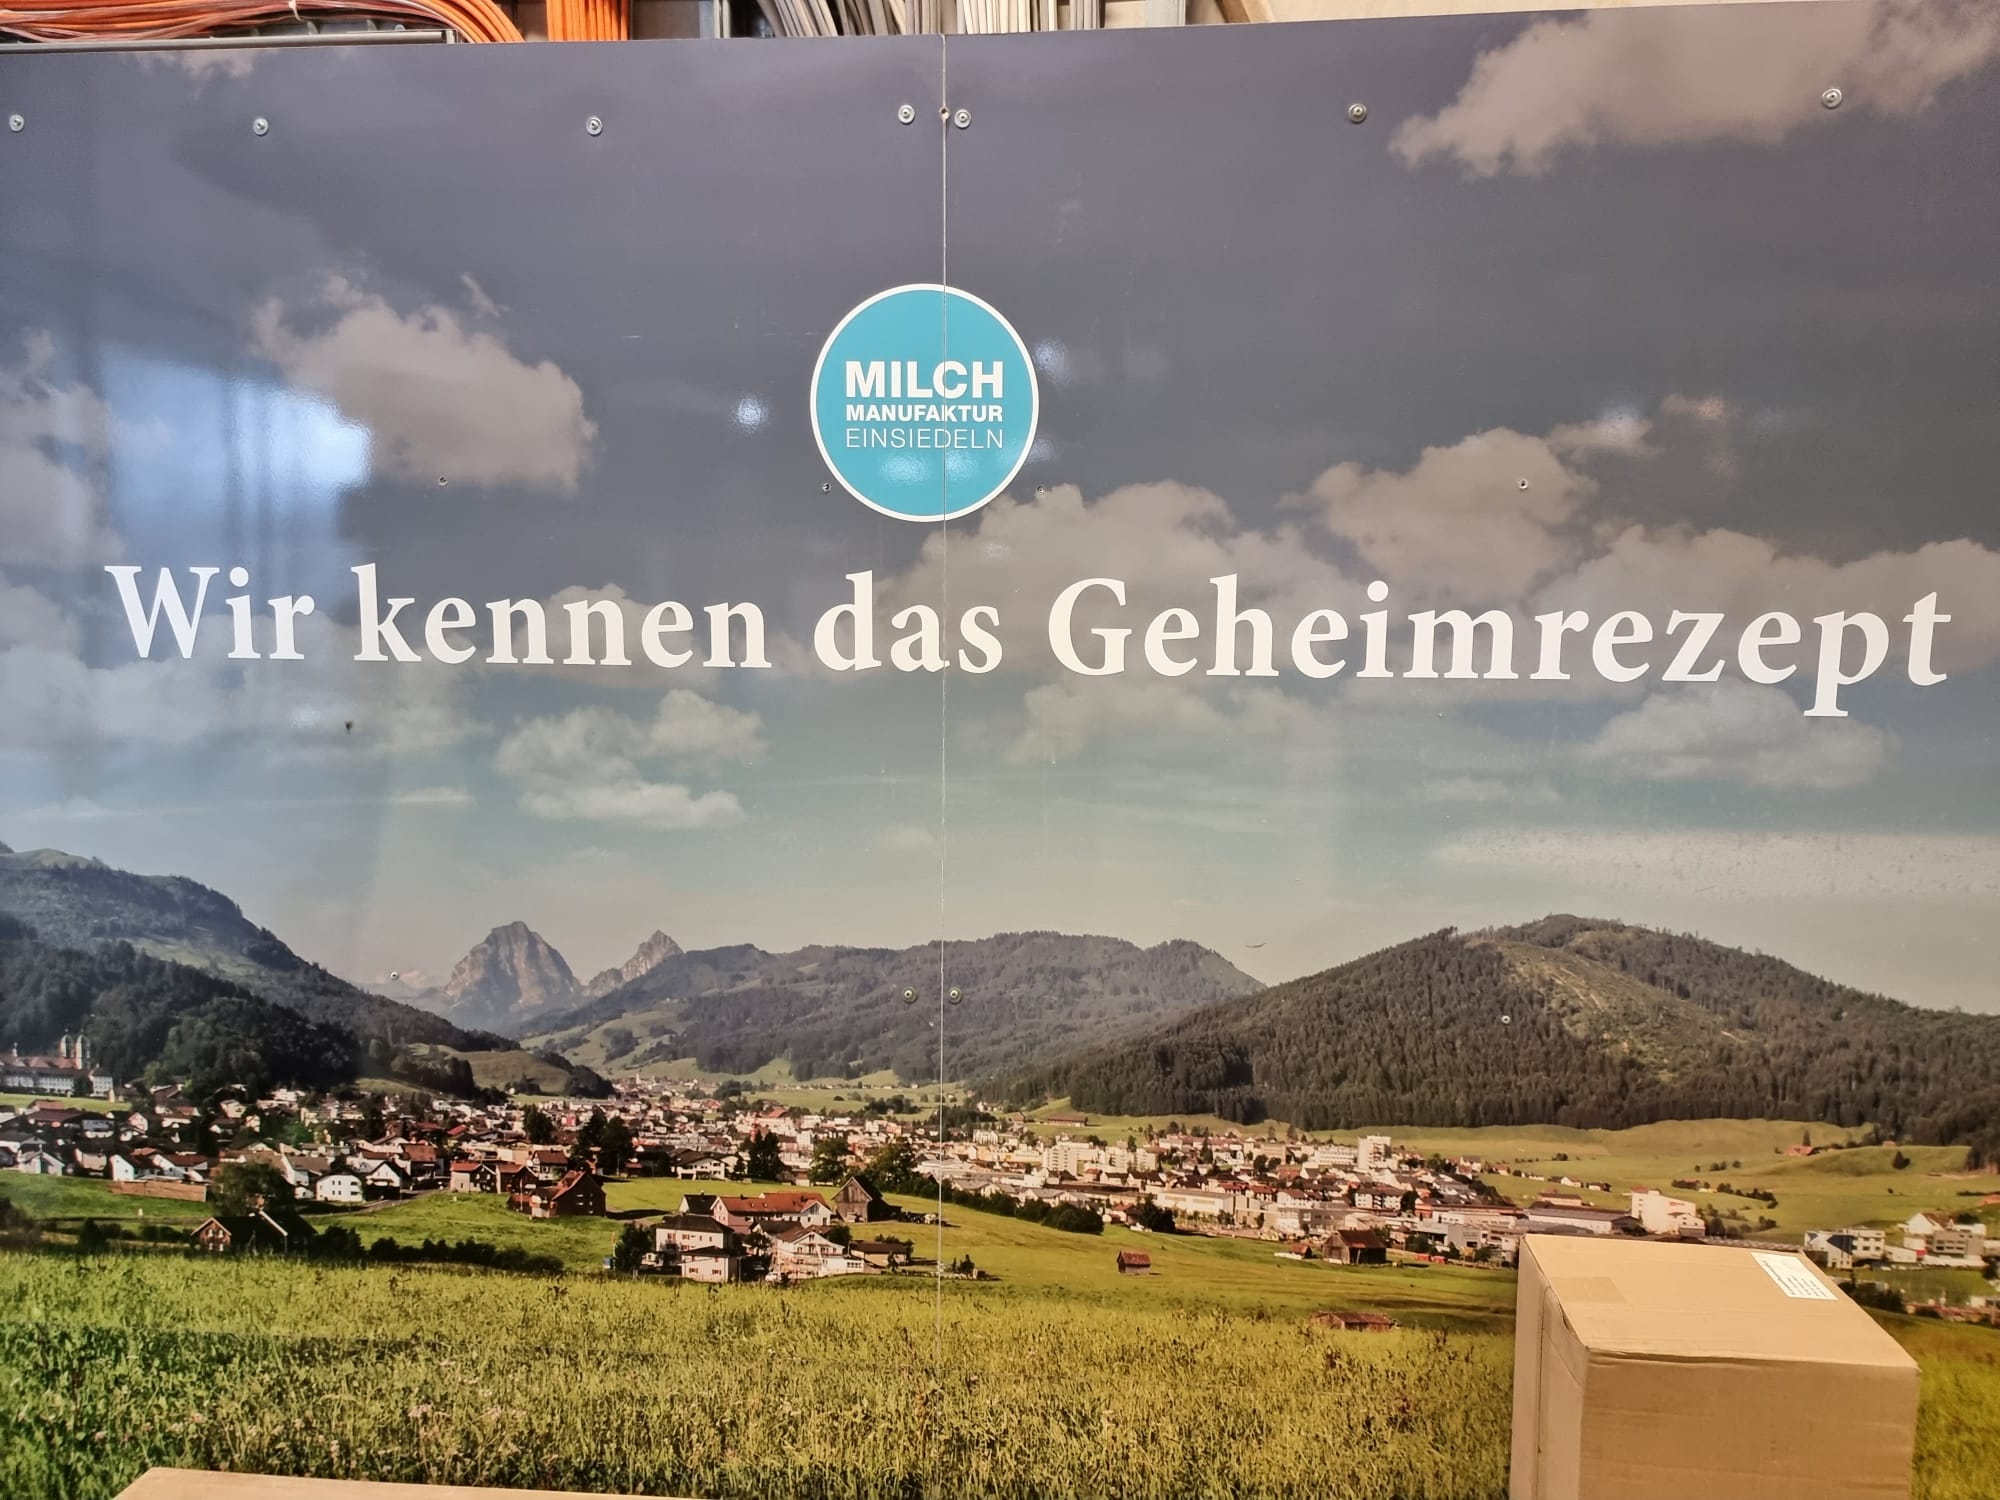 MILCH
MANUFAKTUR
EINSIEDELN
Wir kennen das Geheimrezept